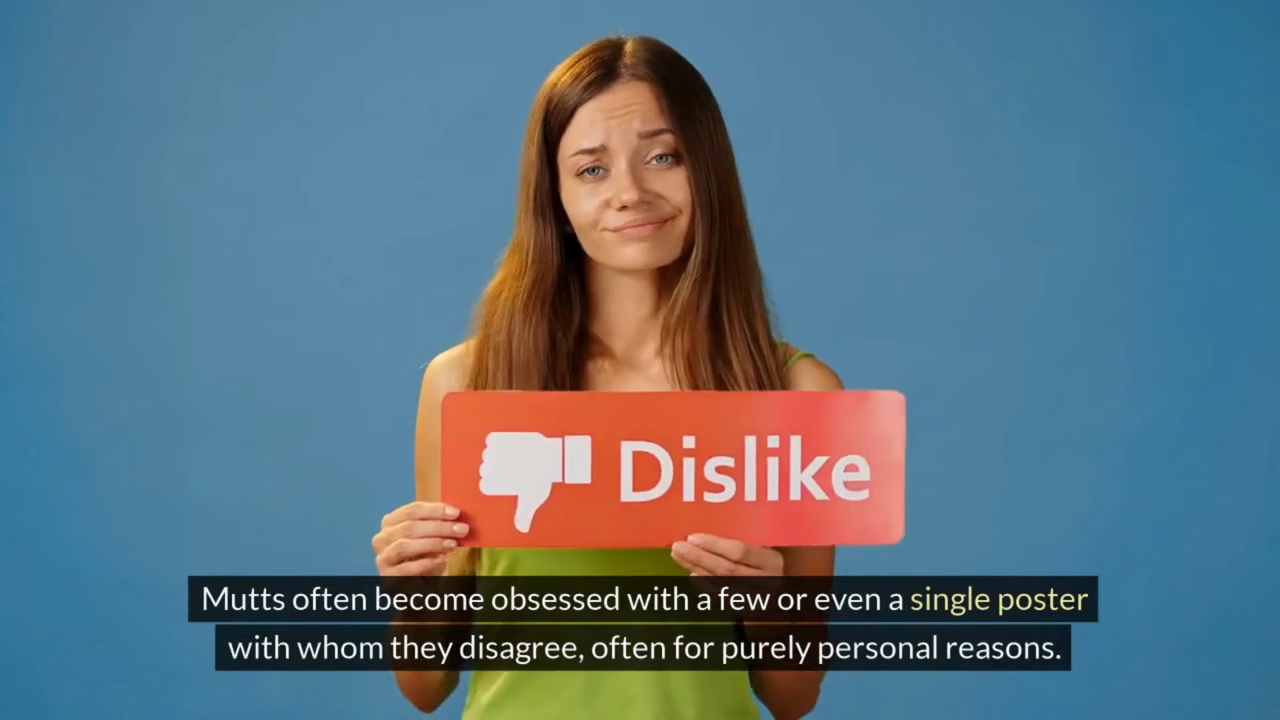 Dislike
Mutts often become obsessed with a few or even a single poster
with whom they disagree, often for purely personal reasons.